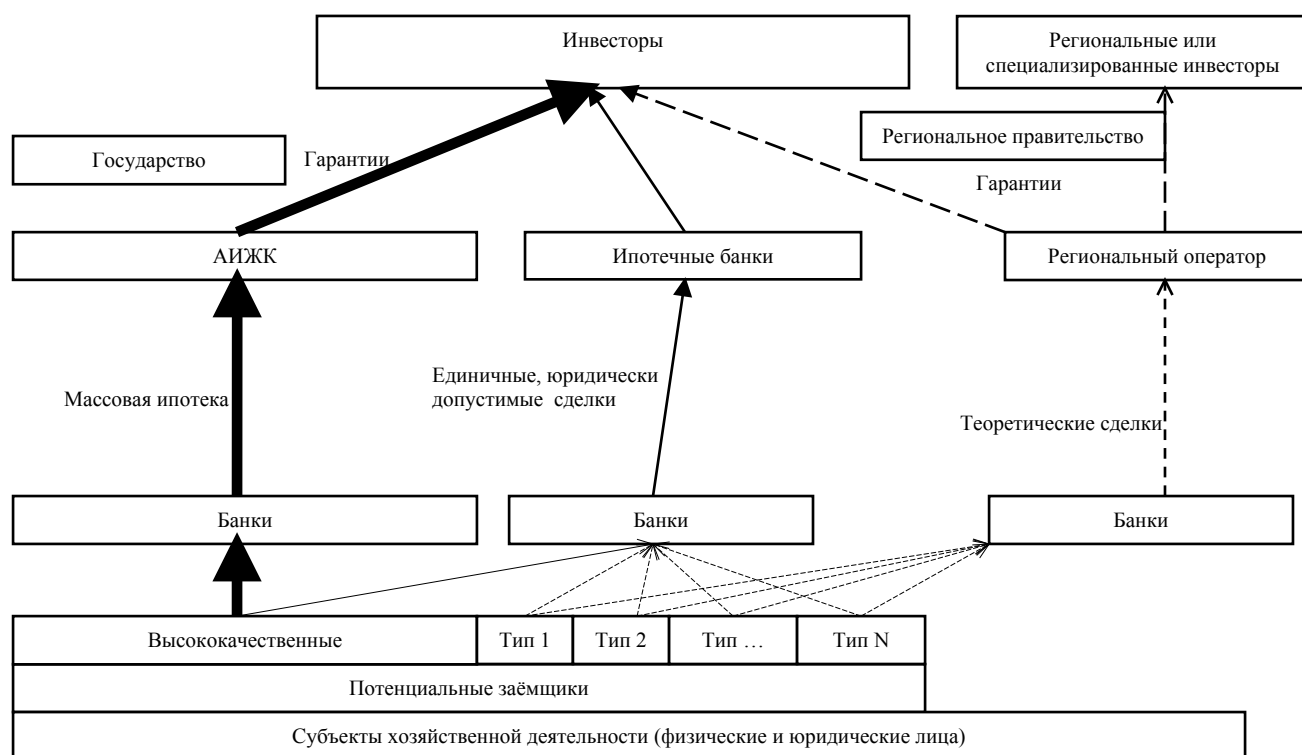 Инвесторы
Региональные или
специализированные инвесторы
Региональное правительство
Государство
Гарантии
Гарантии
АИЖК
Ипотечные банки
Региональный оператор
Единичные, юридически
допустимые сделки
Массовая ипотека
Теоретические сделки
Банки
Банки
Банки
Высококачественные
Тип 1
Тип 2
Тип …
Тип N
Потенциальные заёмщики
Субъекты хозяйственной деятельности (физические и юридические лица)